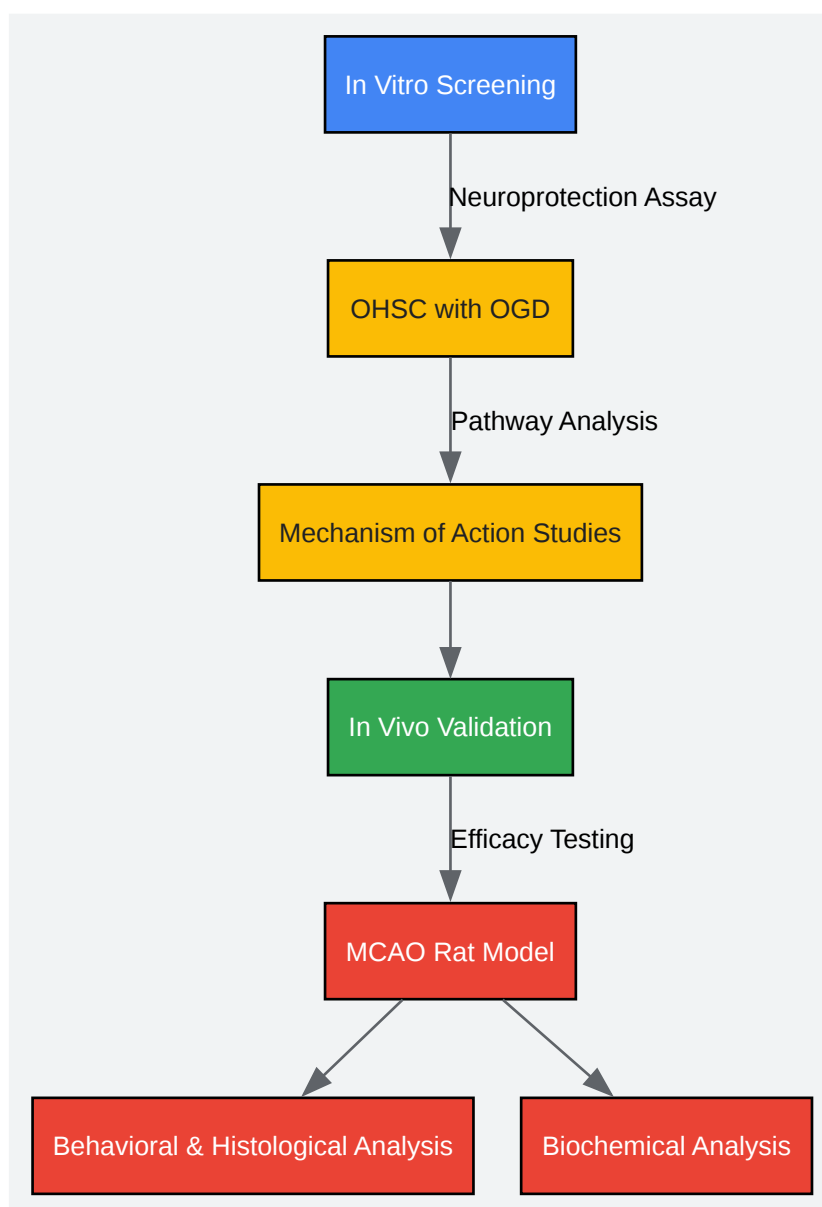 In Vitro Screening
Neuroprotection Assay
OHSC with OGD
Pathway Analysis
Mechanism of Action Studies
In Vivo Validation
Efficacy Testing
MCAO Rat Model
Behavioral & Histological Analysis
Biochemical Analysis